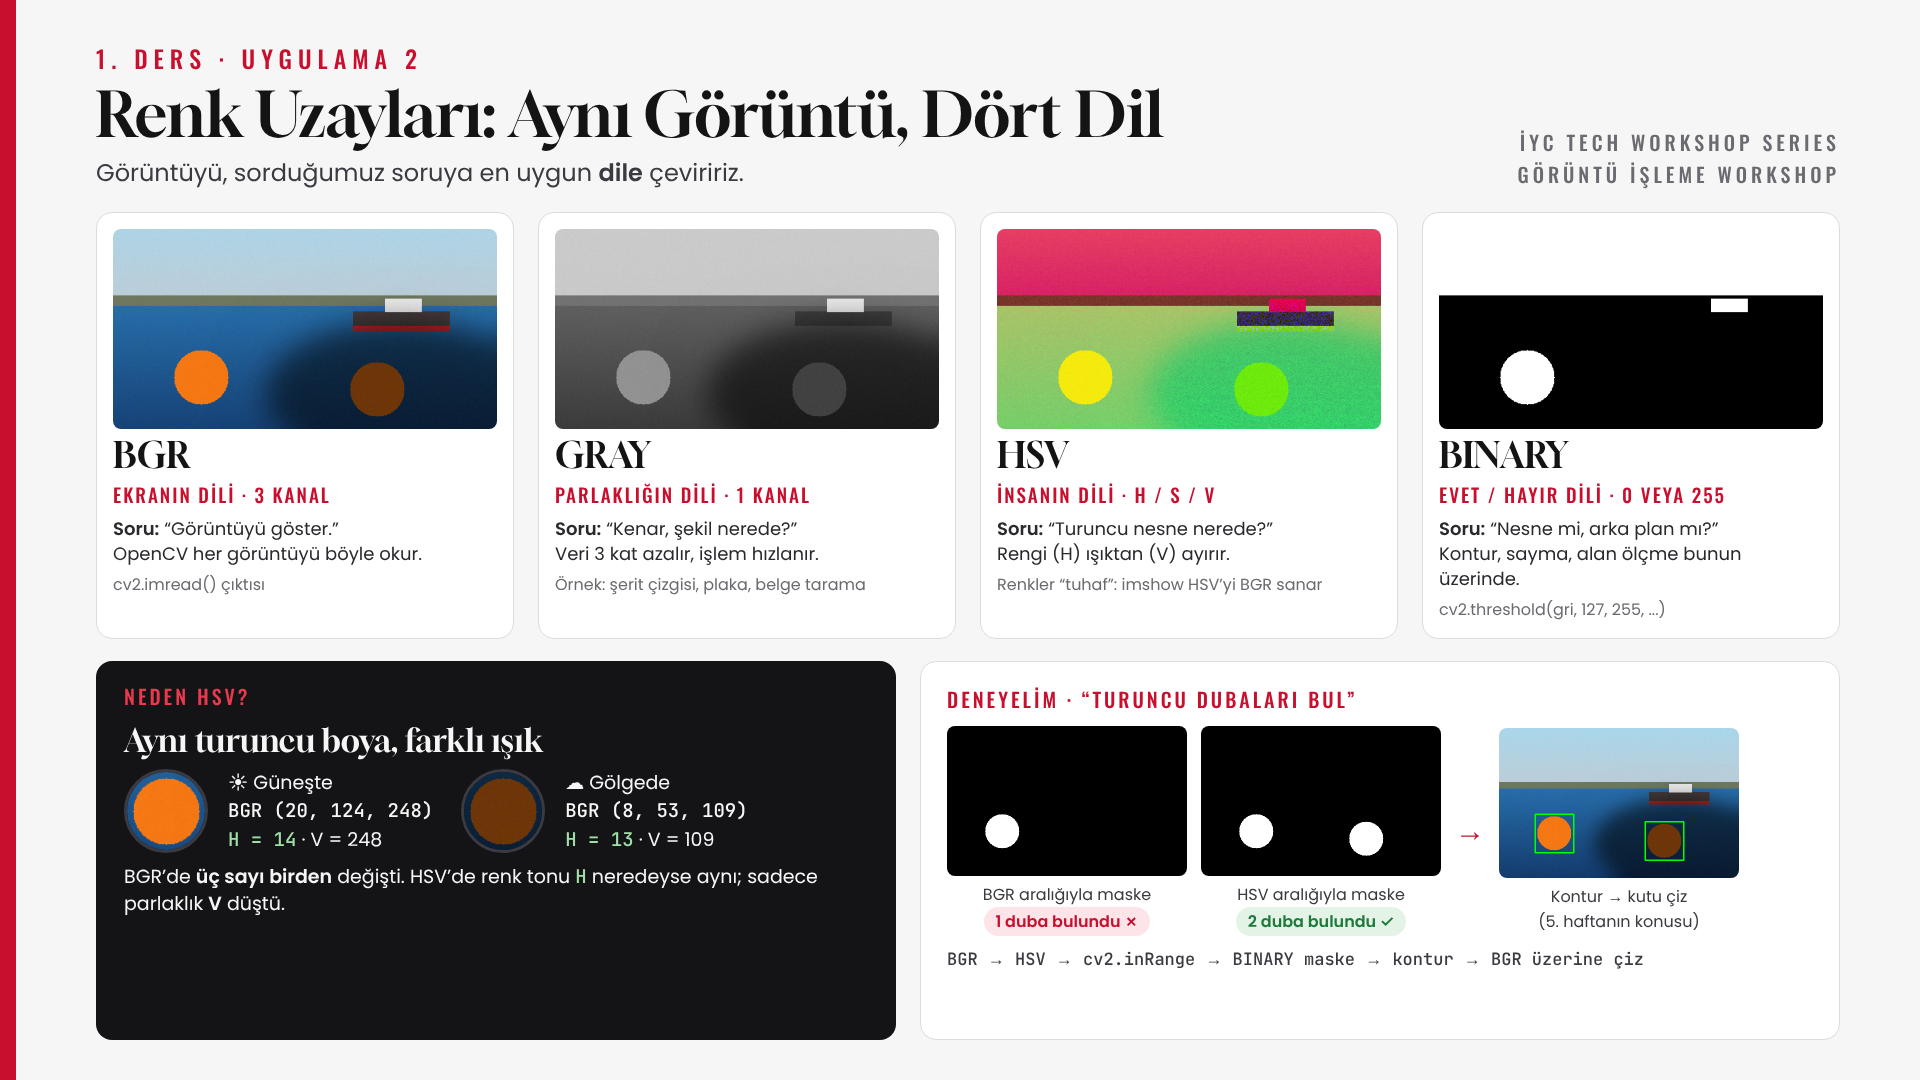 1. DERS · UYGULAMA 2
Renk Uzayları: Aynı Görüntü, Dört Dil
Görüntüyü, sorduğumuz soruya en uygun dile çeviririz.
İYC TECH WORKSHOP SERIES
GÖRÜNTÜ İŞLEME WORKSHOP
BGR
EKRANIN DİLİ · 3 KANAL
Soru: “Görüntüyü göster.”
OpenCV her görüntüyü böyle okur.
cv2.imread() çıktısı
GRAY
PARLAKLIĞIN DİLİ · 1 KANAL
Soru: “Kenar, şekil nerede?”
Veri 3 kat azalır, işlem hızlanır.
Örnek: şerit çizgisi, plaka, belge tarama
HSV
İNSANIN DİLİ · H / S / V
Soru: “Turuncu nesne nerede?”
Rengi (H) ışıktan (V) ayırır.
Renkler “tuhaf”: imshow HSV’yi BGR sanar
BINARY
EVET / HAYIR DİLİ · 0 VEYA 255
Soru: “Nesne mi, arka plan mı?”
Kontur, sayma, alan ölçme bunun
üzerinde.
cv2.threshold(gri, 127, 255, ...)
NEDEN HSV?
Aynı turuncu boya, farklı ışık
☀ Güneşte
BGR (20, 124, 248)
H = 14 · V = 248
☁ Gölgede
BGR (8, 53, 109)
H = 13 · V = 109
BGR’de üç sayı birden değişti. HSV’de renk tonu H neredeyse aynı; sadece
parlaklık V düştü.
DENEYELİM · “TURUNCU DUBALARI BUL”
BGR aralığıyla maske
1 duba bulundu ×
HSV aralığıyla maske
2 duba bulundu ✓
→
Kontur → kutu çiz
(5. haftanın konusu)
BGR → HSV → cv2.inRange → BINARY maske → kontur → BGR üzerine çiz